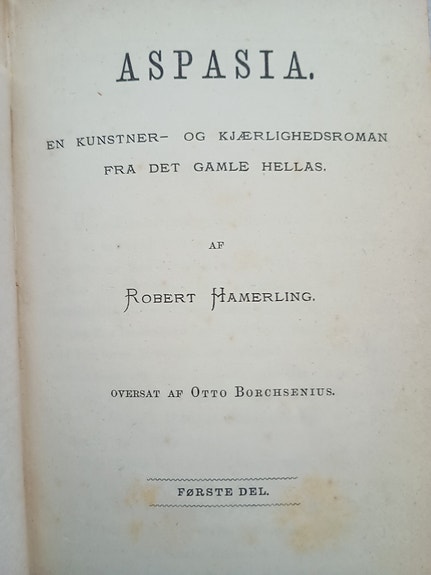 ASPASIA.
EN KUNSTNER- OG KJÆRLIGHEDSROMAN
FRA DET GAMLE HELLAS.
AF
ROBERT HAMERLING.
OVERSAT AF OTTO BORCHSENIUS.
FØRSTE DEL.